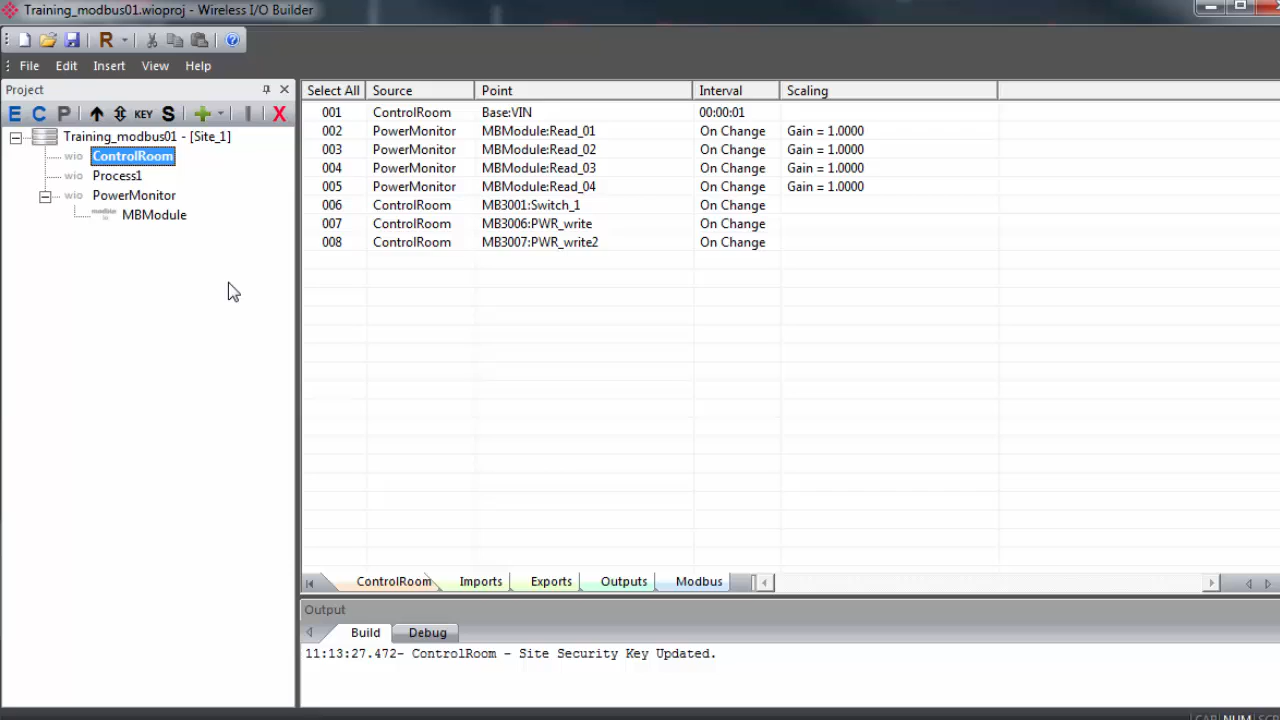 Training_modbus01.wioproj - Wireless I/O Builder
R
File Edit Insert View Help
Project
E C P KEY S X
Training_modbus01 - [Site_1]
wio ControlRoom
wio Process1
wio PowerMonitor
MBModule
Select All Source Point Interval Scaling
001 ControlRoom Base:VIN 00:00:01
002 PowerMonitor MBModule:Read_01 On Change Gain = 1.0000
003 PowerMonitor MBModule:Read_02 On Change Gain = 1.0000
004 PowerMonitor MBModule:Read_03 On Change Gain = 1.0000
005 PowerMonitor MBModule:Read_04 On Change Gain = 1.0000
006 ControlRoom MB3001:Switch_1 On Change
007 ControlRoom MB3006:PWR_write On Change
008 ControlRoom MB3007:PWR_write2 On Change
ControlRoom Imports Exports Outputs Modbus
Output
Build Debug
11:13:27.472- ControlRoom - Site Security Key Updated.
CAP NUM